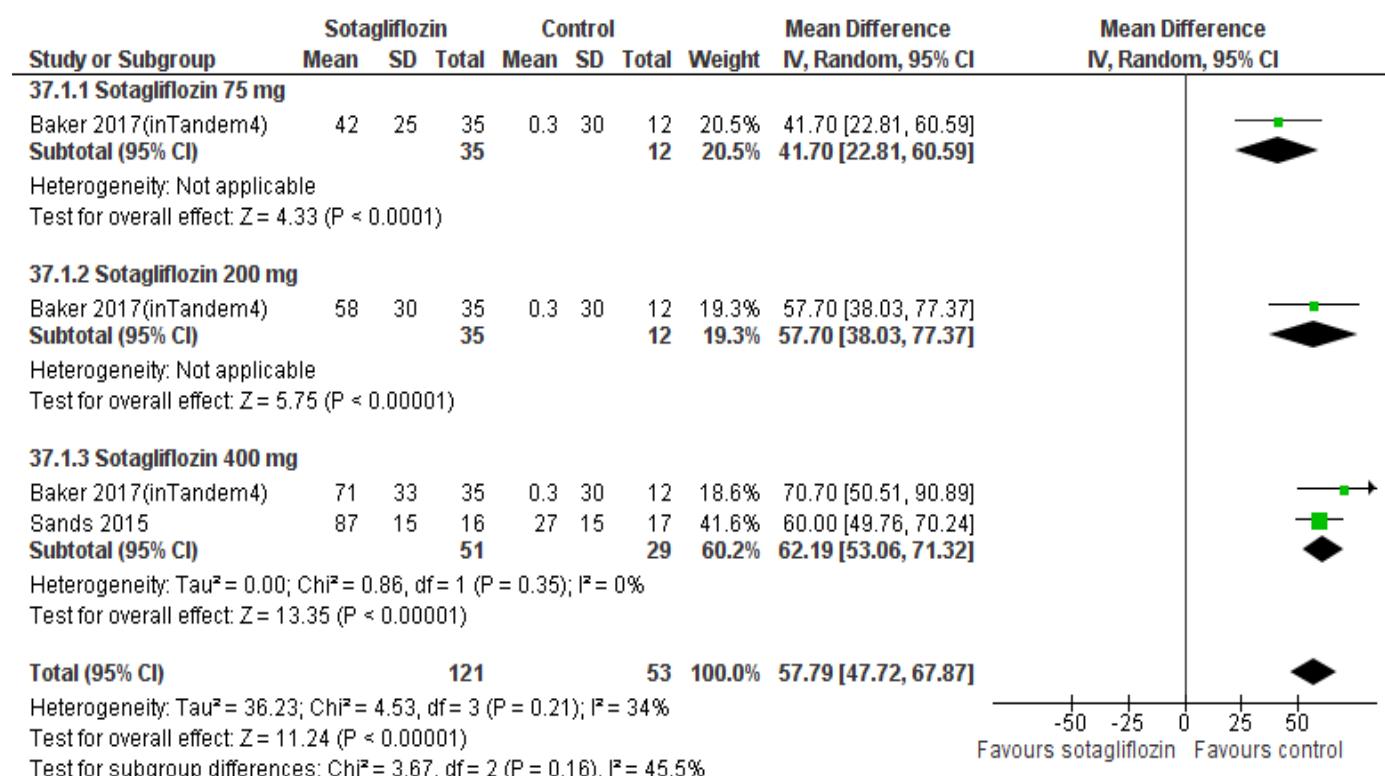 Sotagliflozin Control Mean Difference Mean Difference
Study or Subgroup Mean SD Total Mean SD Total Weight IV, Random, 95% CI IV, Random, 95% CI
37.1.1 Sotagliflozin 75 mg
Baker 2017(inTandem4) 42 25 35 0.3 30 12 20.5% 41.70 [22.81, 60.59]
Subtotal (95% CI) 35 12 20.5% 41.70 [22.81, 60.59]
Heterogeneity: Not applicable
Test for overall effect: Z = 4.33 (P < 0.0001)
37.1.2 Sotagliflozin 200 mg
Baker 2017(inTandem4) 58 30 35 0.3 30 12 19.3% 57.70 [38.03, 77.37]
Subtotal (95% CI) 35 12 19.3% 57.70 [38.03, 77.37]
Heterogeneity: Not applicable
Test for overall effect: Z = 5.75 (P < 0.00001)
37.1.3 Sotagliflozin 400 mg
Baker 2017(inTandem4) 71 33 35 0.3 30 12 18.6% 70.70 [50.51, 90.89]
Sands 2015 87 15 16 27 15 17 41.6% 60.00 [49.76, 70.24]
Subtotal (95% CI) 51 29 60.2% 62.19 [53.06, 71.32]
Heterogeneity: Tau² = 0.00; Chi² = 0.86, df = 1 (P = 0.35); I² = 0%
Test for overall effect: Z = 13.35 (P < 0.00001)
Total (95% CI) 121 53 100.0% 57.79 [47.72, 67.87]
Heterogeneity: Tau² = 36.23; Chi² = 4.53, df = 3 (P = 0.21); I² = 34%
Test for overall effect: Z = 11.24 (P < 0.00001)
Test for subgroup differences: Chi² = 3.67, df = 2 (P = 0.16), I² = 45.5%
-50 -25 0 25 50
Favours sotagliflozin Favours control